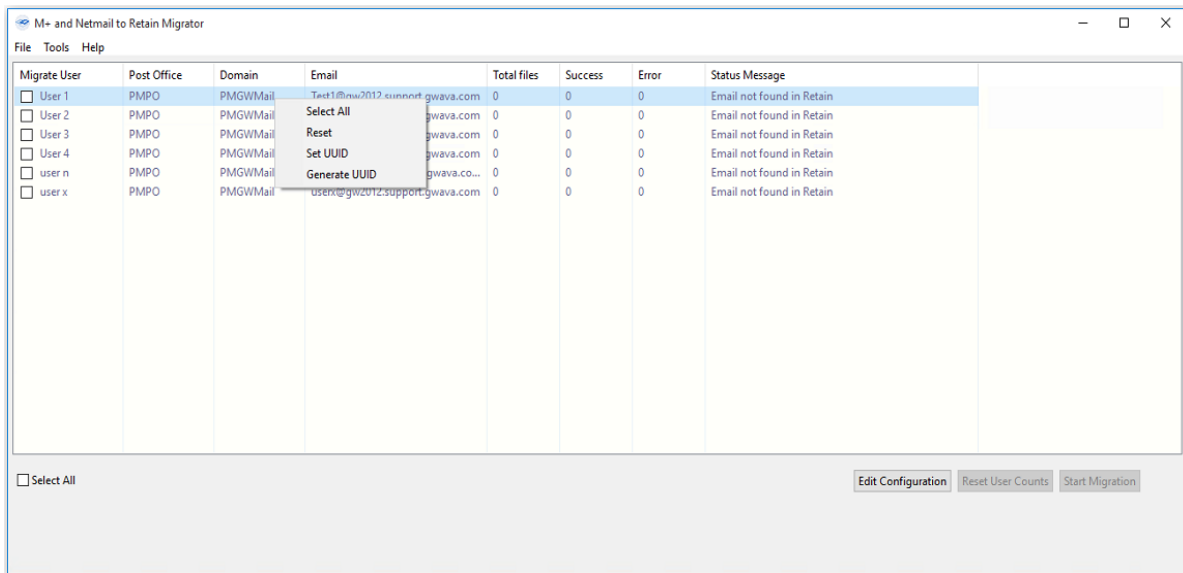 M+ and Netmail to Retain Migrator
File Tools Help
Migrate User Post Office Domain Email Total files Success Error Status Message
User 1 PMPO PMGWMail Test1@gw2012.support.gwava.com 0 0 0 Email not found in Retain
User 2 PMPO PMGWMail gwava.com 0 0 0 Email not found in Retain
User 3 PMPO PMGWMail gwava.com 0 0 0 Email not found in Retain
User 4 PMPO PMGWMail gwava.com 0 0 0 Email not found in Retain
user n PMPO PMGWMail gwava.co... 0 0 0 Email not found in Retain
user x PMPO PMGWMail userx@gw2012.support.gwava.com 0 0 0 Email not found in Retain
Select All
Reset
Set UUID
Generate UUID
Select All Edit Configuration Reset User Counts Start Migration